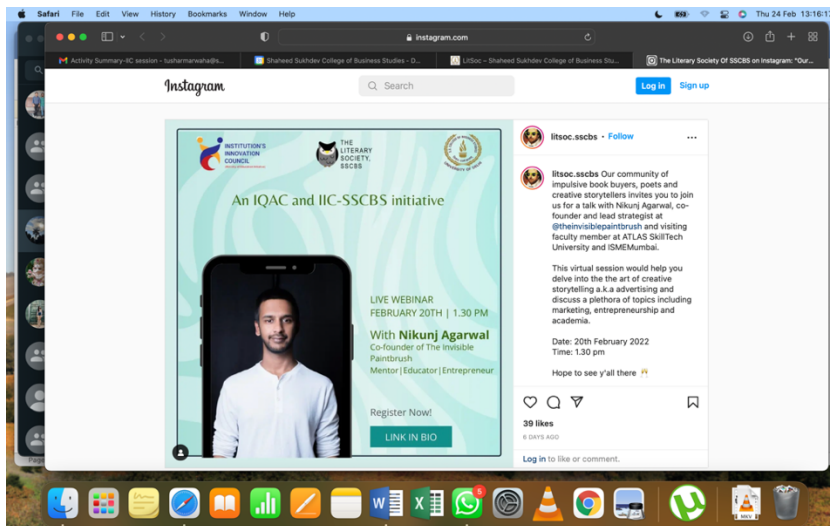 Safari File Edit View History Bookmarks Window Help
Thu 24 Feb 13:16:1
instagram.com
Activity Summary-IIC session - tusharmarwaha@s...
Shaheed Sukhdev College of Business Studies - D...
LitSoc – Shaheed Sukhdev College of Business Stu...
The Literary Society Of SSCBS on Instagram: "Our...
Instagram
Search
Log in
Sign up
INSTITUTION'S
INNOVATION
COUNCIL
THE
LITERARY
SOCIETY,
SSCBS
An IQAC and IIC-SSCBS initiative
LIVE WEBINAR
FEBRUARY 20TH | 1.30 PM
With Nikunj Agarwal
Co-founder of The Invisible
Paintbrush
Mentor|Educator|Entrepreneur
Register Now!
LINK IN BIO
litsoc.sscbs • Follow
litsoc.sscbs Our community of
impulsive book buyers, poets and
creative storytellers invites you to join
us for a talk with Nikunj Agarwal, co-
founder and lead strategist at
@theinvisiblepaintbrush and visiting
faculty member at ATLAS SkillTech
University and ISMEMumbai.
This virtual session would help you
delve into the the art of creative
storytelling a.k.a advertising and
discuss a plethora of topics including
marketing, entrepreneurship and
academia.
Date: 20th February 2022
Time: 1.30 pm
Hope to see y'all there
39 likes
6 DAYS AGO
Log in to like or comment.
Page
5
MKV